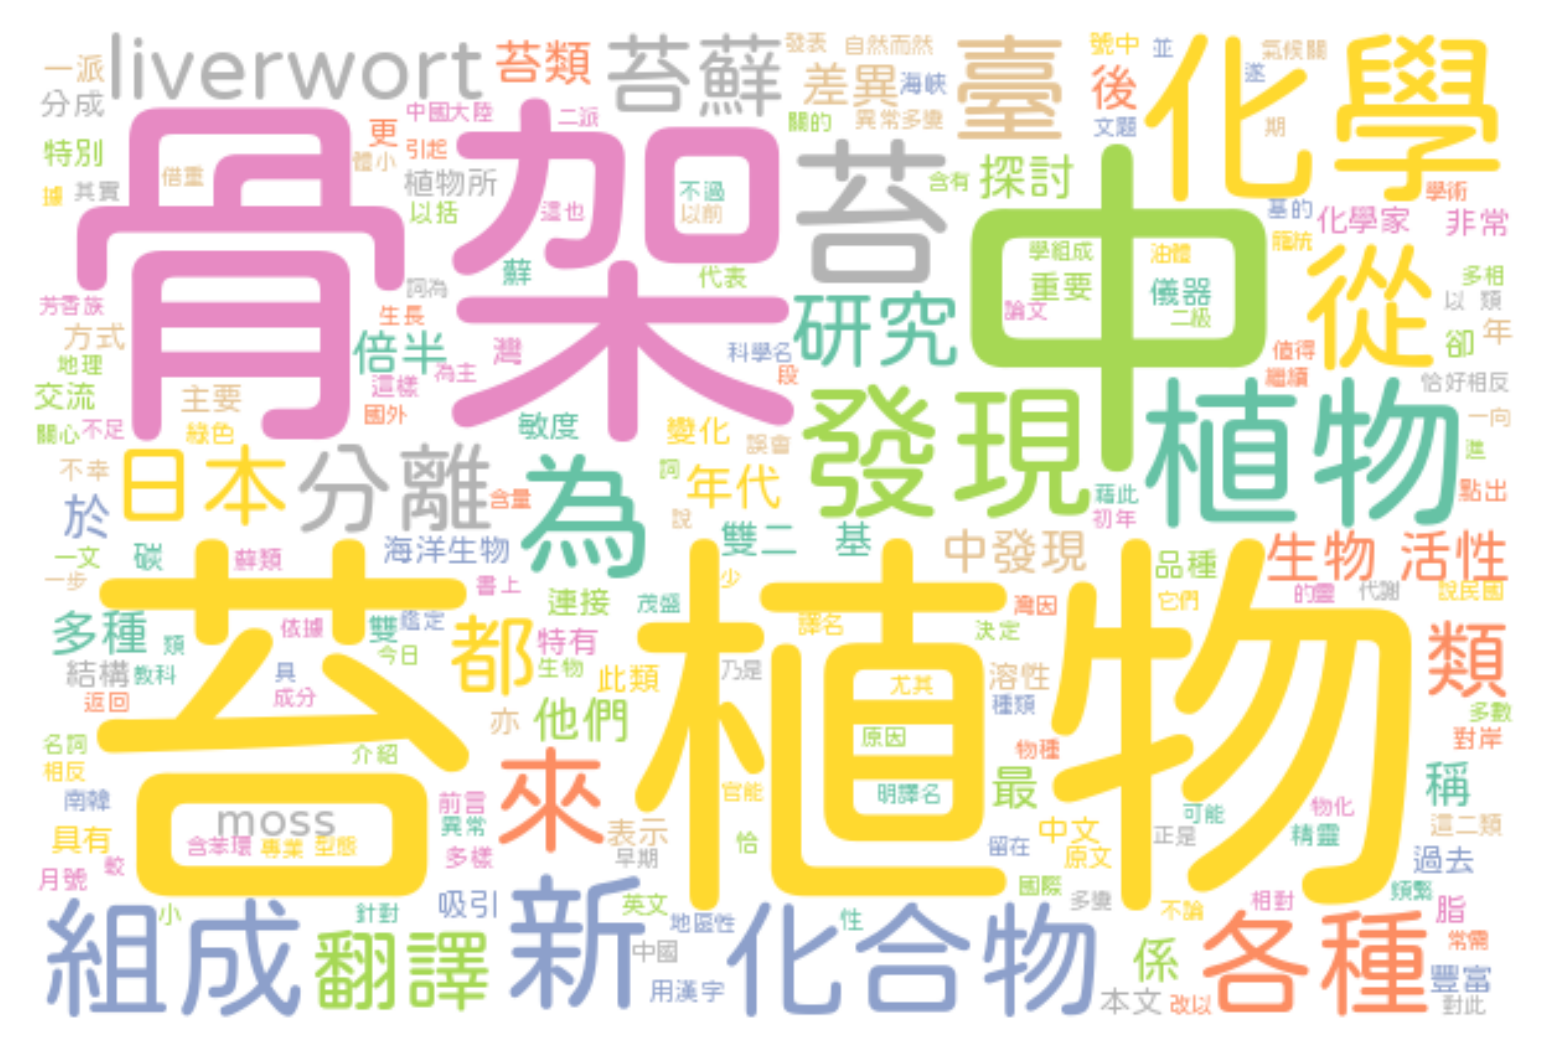 一派
liverwort
苔類
苔蘚
發表
自然而然
臺
號中
並
化學
氣候關
分成
差異
海峽
後
遂
中國大陸
二派
關的
異常多變
文題
期
特別
更
引起
骨架
體小
苔
中
探討
借重
植物所
含有
據
其實
不過
學術
以括
這也
以前
基的
化學家
非常
學組成
油體
龍統
蘚
代表
從
多相
詞為
重要
儀器
以
類
芳香族
生長
研究
論文
二級
年
方式
倍半
灣
科學名
值得
卻
地理
這樣
為主
段
繼續
恰好相反
交流
主要
國外
發現
植物
關心
不足
綠色
敏度
變化
誤會
一向
進
不幸
日本
分離
為
詞
年代
藉此
點出
於
含量
說
初年
一文
碳
蘚類
海洋生物
雙二
基
中發現
品種
生物
活性
一步
書上
少
苔植物
的靈
代謝
說民國
多種
類
依據
雙
鑑定
連接
茂盛
譯名
灣因
它們
都
特有
決定
類
結構
教科
具
今日
生物
此類
乃是
尤其
溶性
返回
成分
種類
亦
他們
多數
名詞
介紹
原因
物種
對岸
相反
來
官能
明譯名
最
稱
南韓
前言
可能
物化
moss
具有
異常
表示
恰
中文
正是
精靈
這二類
含苯環
專業
型態
多樣
早期
留在
原文
過去
月號
較
國際
頻繁
小
針對
吸引
新
英文
地區性
化合物
性
多變
不論
相對
脂
組成
翻譯
中國
係
各種
常需
用漢字
豐富
本文
改以
對此